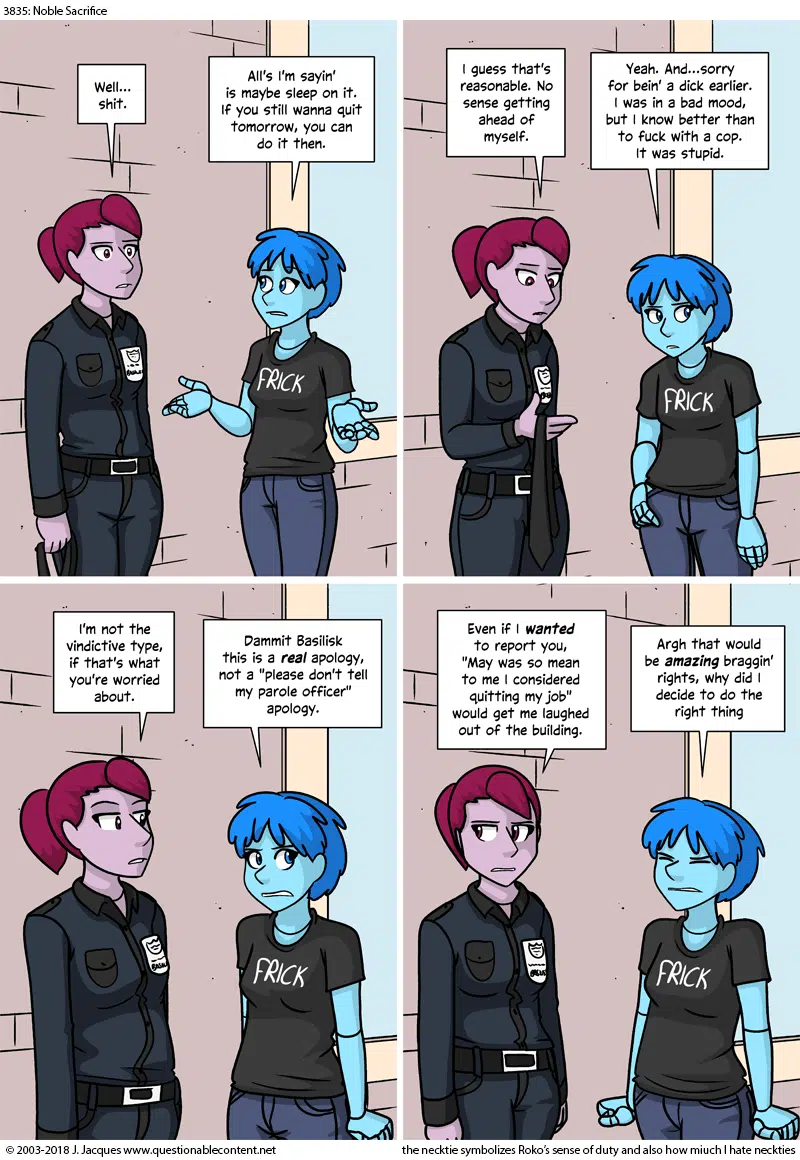 3835: Noble Sacrifice
Well...
shit.
All's I'm sayin'
is maybe sleep on it.
If you still wanna quit
tomorrow, you can
do it then.
FRICK
I guess that's
reasonable. No
sense getting
ahead of
myself.
Yeah. And...sorry
for bein' a dick earlier.
I was in a bad mood,
but I know better than
to fuck with a cop.
It was stupid.
FRICK
I'm not the
vindictive type,
if that's what
you're worried
about.
Dammit Basilisk
this is a real apology,
not a "please don't tell
my parole officer"
apology.
FRICK
Even if I wanted
to report you,
"May was so mean
to me I considered
quitting my job"
would get me laughed
out of the building.
Argh that would
be amazing braggin'
rights, why did I
decide to do the
right thing
FRICK
© 2003-2018 J. Jacques www.questionablecontent.net
the necktie symbolizes Roko's sense of duty and also how miuch I hate neckties